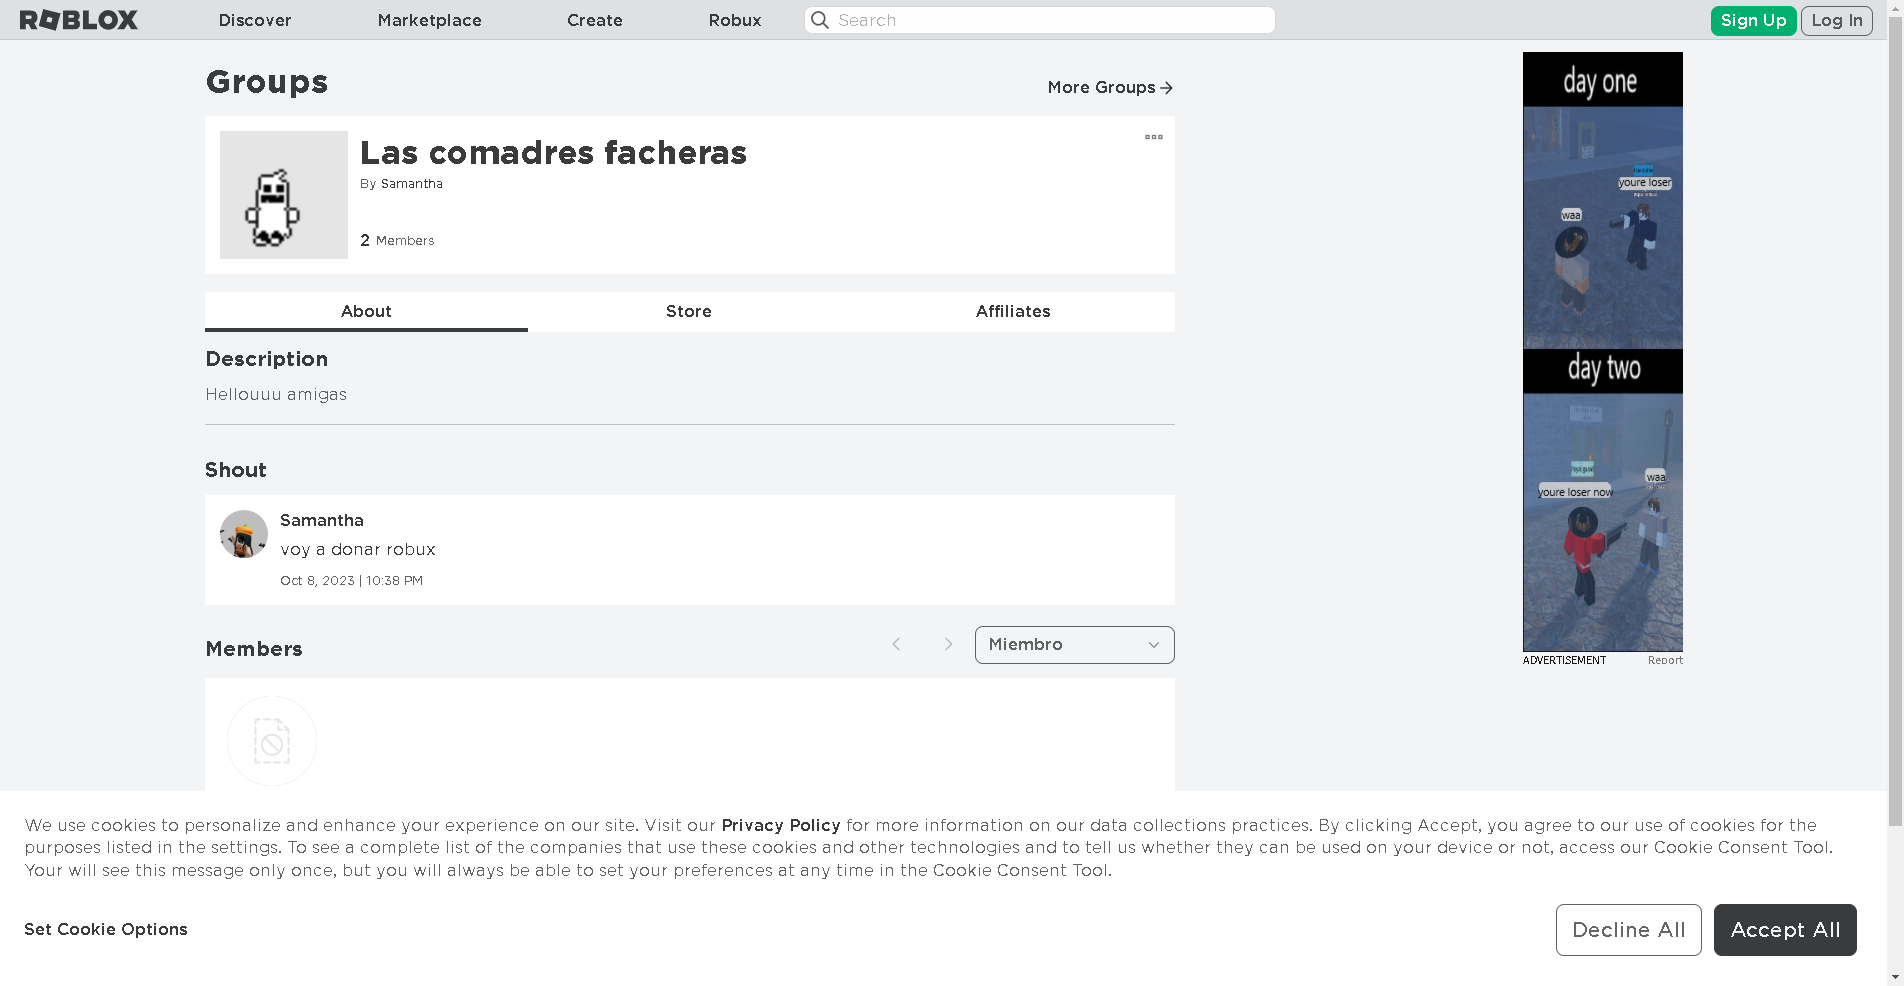 ROBLOX
Discover
Marketplace
Create
Robux
Search
Sign Up
Log In
Groups
More Groups
Las comadres facheras
By Samantha
2 Members
About
Store
Affiliates
Description
Hellouuu amigas
Shout
Samantha
voy a donar robux
Oct 8, 2023 | 10:38 PM
Members
Miembro
day one
youre loser
waa
day two
waa
youre loser now
ADVERTISEMENT
Report
We use cookies to personalize and enhance your experience on our site. Visit our Privacy Policy for more information on our data collections practices. By clicking Accept, you agree to our use of cookies for the
purposes listed in the settings. To see a complete list of the companies that use these cookies and other technologies and to tell us whether they can be used on your device or not, access our Cookie Consent Tool.
Your will see this message only once, but you will always be able to set your preferences at any time in the Cookie Consent Tool.
Set Cookie Options
Decline All
Accept All